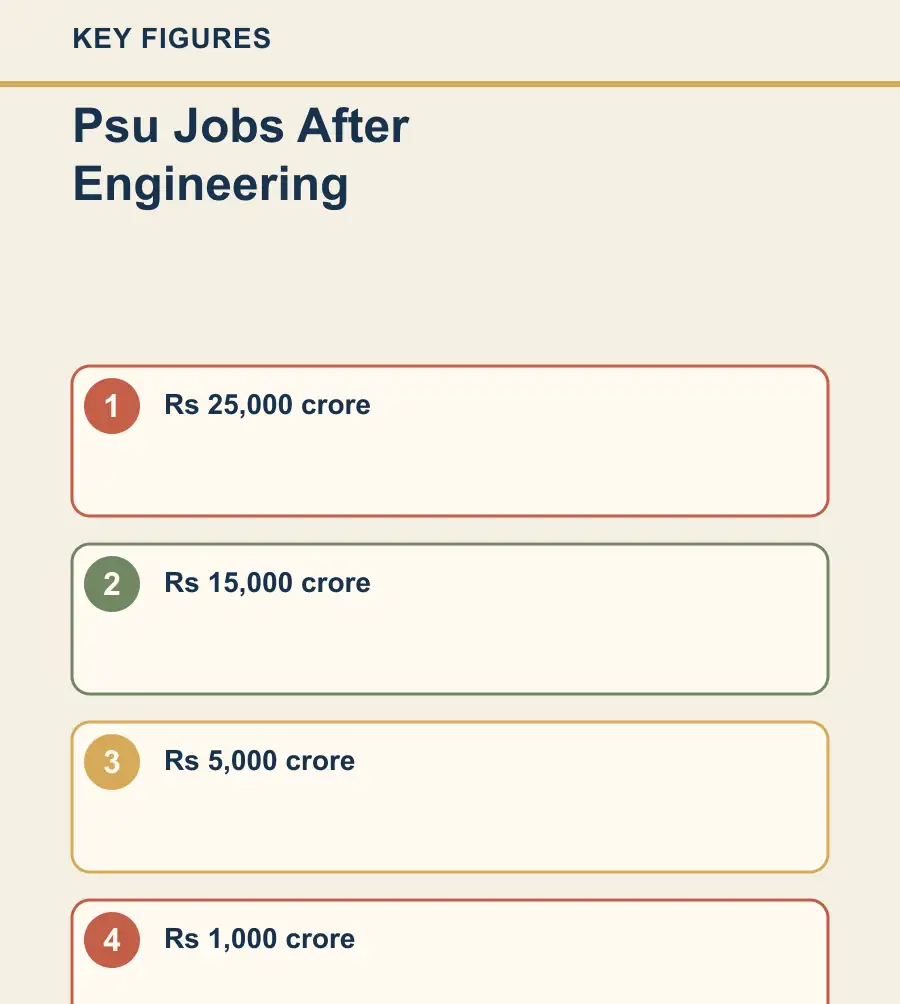 KEY FIGURES
Psu Jobs After
Engineering
1
Rs 25,000 crore
2
Rs 15,000 crore
3
Rs 5,000 crore
4
Rs 1,000 crore